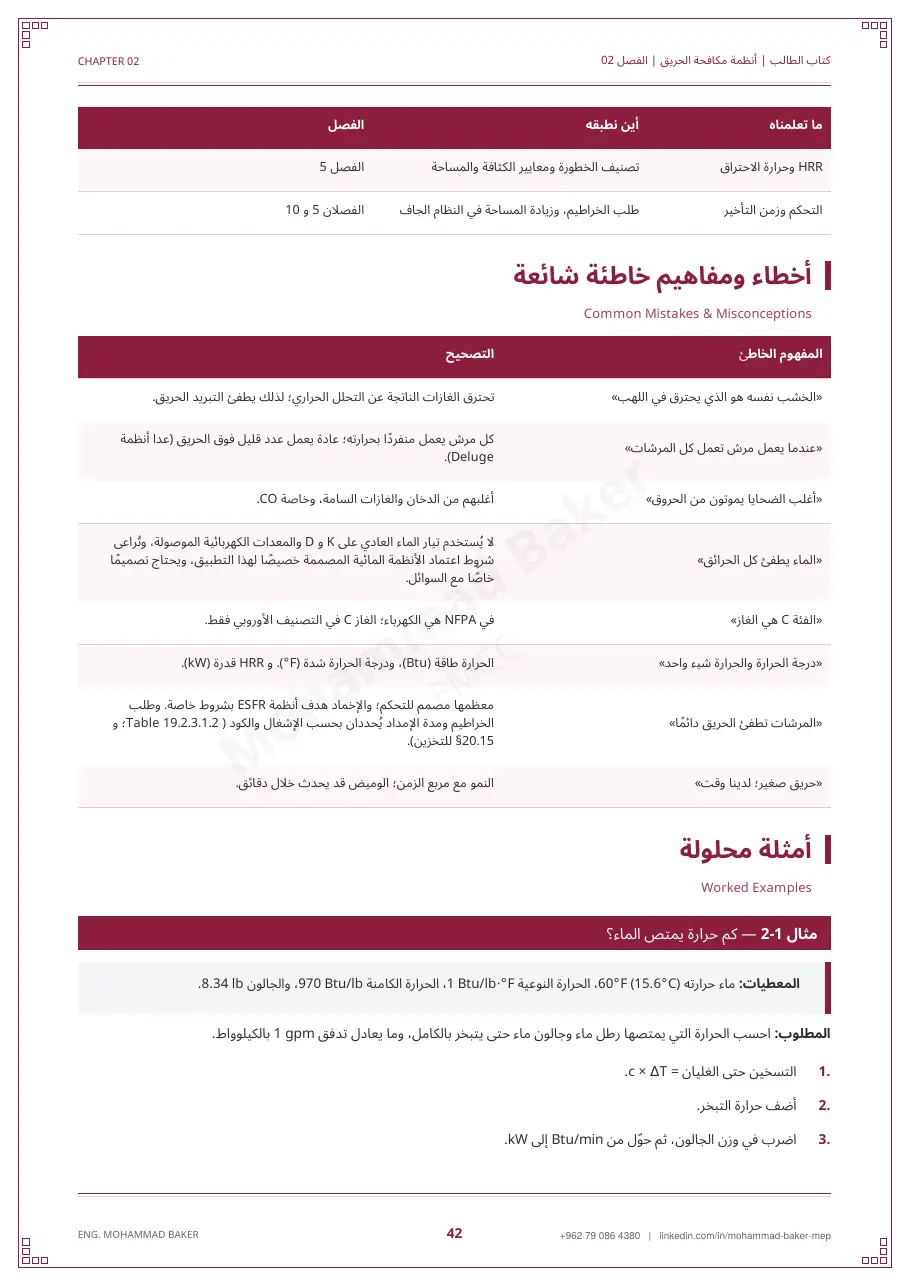 كتاب الطالب | أنظمة مكافحة الحريق | الفصل 02
CHAPTER 02
ما تعلمناه أين نطبقه الفصل
HRR وحرارة الاحتراق تصنيف الخطورة ومعايير الكثافة والمساحة الفصل 5
التحكم وزمن التأخير طلب الخراطيم، وزيادة المساحة في النظام الجاف الفصلان 5 و 10
أخطاء ومفاهيم خاطئة شائعة
Common Mistakes & Misconceptions
المفهوم الخاطئ التصحيح
«الخشب نفسه هو الذي يحترق في اللهب» تحترق الغازات الناتجة عن التحلل الحراري؛ لذلك يطفئ التبريد الحريق.
«عندما يعمل مرش تعمل كل المرشات» كل مرش يعمل منفردًا بحرارته؛ عادة يعمل عدد قليل فوق الحريق (عدا أنظمة
Deluge).
«أغلب الضحايا يموتون من الحروق» أغلبهم من الدخان والغازات السامة، وخاصة CO.
«الماء يطفئ كل الحرائق» لا يُستخدم تيار الماء العادي على K و D والمعدات الكهربائية الموصولة، وتُراعى
شروط اعتماد الأنظمة المائية المصممة خصيصًا لهذا التطبيق، ويحتاج تصميمًا
خاصًا مع السوائل.
«الفئة C هي الغاز» في NFPA هي الكهرباء؛ الغاز C في التصنيف الأوروبي فقط.
«درجة الحرارة والحرارة شيء واحد» الحرارة طاقة (Btu)، ودرجة الحرارة شدة (°F). و HRR قدرة (kW).
«المرشات تطفئ الحريق دائمًا» معظمها مصمم للتحكم؛ والإخماد هدف أنظمة ESFR بشروط خاصة. وطلب
الخراطيم ومدة الإمداد يُحددان بحسب الإشغال والكود ( Table 19.2.3.1.2؛ و
§20.15 للتخزين).
«حريق صغير؛ لدينا وقت» النمو مع مربع الزمن؛ الوميض قد يحدث خلال دقائق.
أمثلة محلولة
Worked Examples
مثال 1-2 — كم حرارة يمتص الماء؟
المعطيات: ماء حرارته 60°F (15.6°C)، الحرارة النوعية 1 Btu/lb·°F، الحرارة الكامنة 970 Btu/lb، والجالون 8.34 lb.
المطلوب: احسب الحرارة التي يمتصها رطل ماء وجالون ماء حتى يتبخر بالكامل، وما يعادل تدفق 1 gpm بالكيلوواط.
1. التسخين حتى الغليان = c × ΔT.
2. أضف حرارة التبخر.
3. اضرب في وزن الجالون، ثم حوّل من Btu/min إلى kW.
Mohammad Baker
ENG. MOHAMMAD BAKER
42
+962 79 086 4380 | linkedin.com/in/mohammad-baker-mep